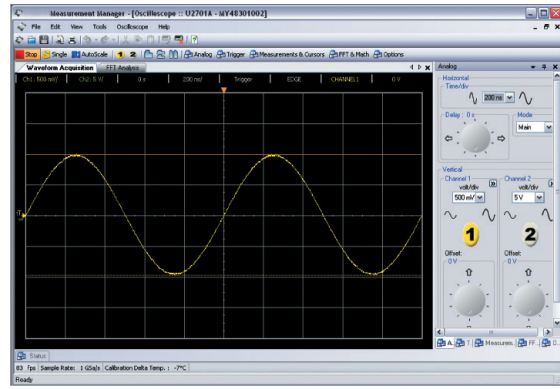 Measurement Manager - [Oscilloscope :: U2701A - MY48301002]
File Edit View Tools Oscilloscope Help
Stop Single AutoScale 1 2 Analog Trigger Measurements & Cursors FFT & Math Options
Waveform Acquisition FFT Analysis
Ch1: 500 mV/ Ch2: 5 V/ 0 s 200 ns/ Trigger EDGE CHANNEL1 0 V
T
Analog
Horizontal
Time/div
200 ns
Delay : 0 s
Mode
Main
Vertical
Channel 1 Channel 2
volt/div volt/div
500 mV 5 V
1 2
Offset: Offset:
0 V 0 V
A... T Measurem... FF... O...
Status
83 fps Sample Rate: 1 GSa/s Calibration Delta Temp. : -7°C
Ready